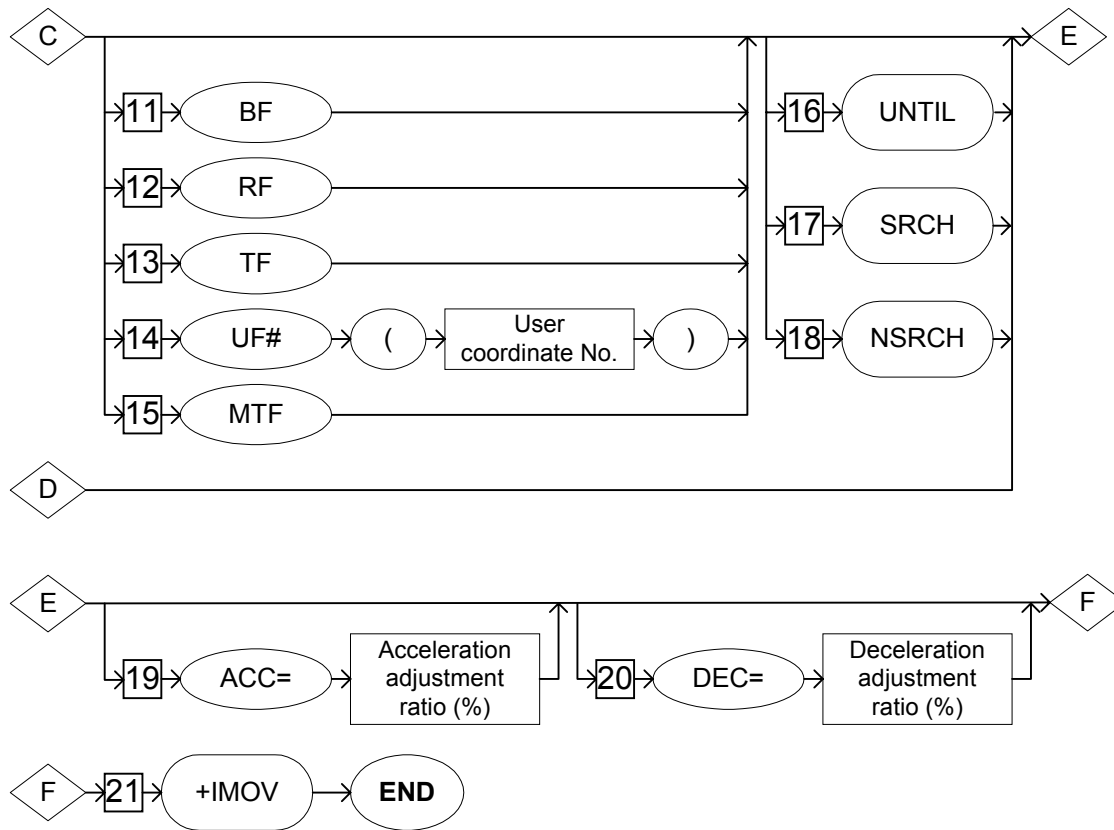 C
E
11
BF
12
RF
13
TF
14
UF#
(
User
coordinate No.
)
15
MTF
16
UNTIL
17
SRCH
18
NSRCH
D
E
F
19
ACC=
Acceleration
adjustment
ratio (%)
20
DEC=
Deceleration
adjustment
ratio (%)
F
21
+IMOV
END